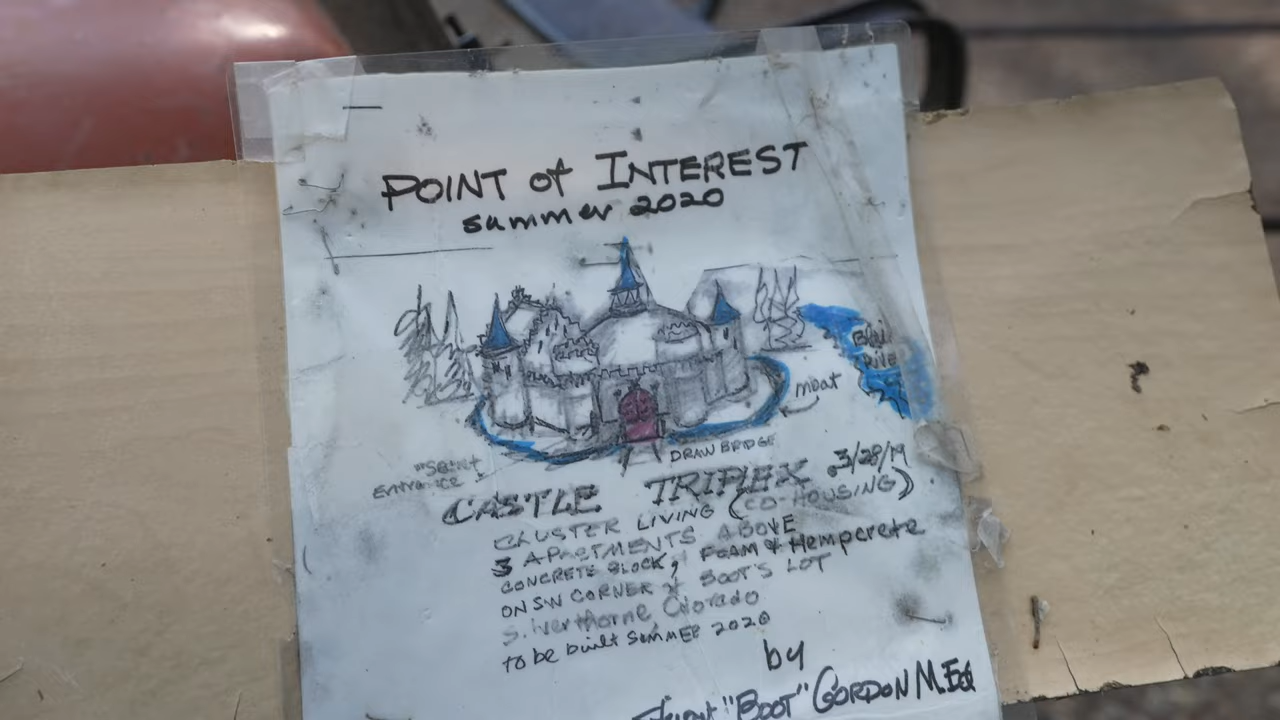 POINT of INTEREST
summer 2020
moat
DRAW BRIDGE
"Secret
ENTRANCE
CASTLE TRIPLEX 3/28/19
CLUSTER LIVING (CO-HOUSING)
3 APARTMENTS ABOVE
CONCRETE BLOCK, FOAM & Hempcrete
ON SW CORNER of BOOT'S LOT
Silverthorne, Colorado
to be built SUMMER 2020
by
"BOOT" GORDON M.Ed